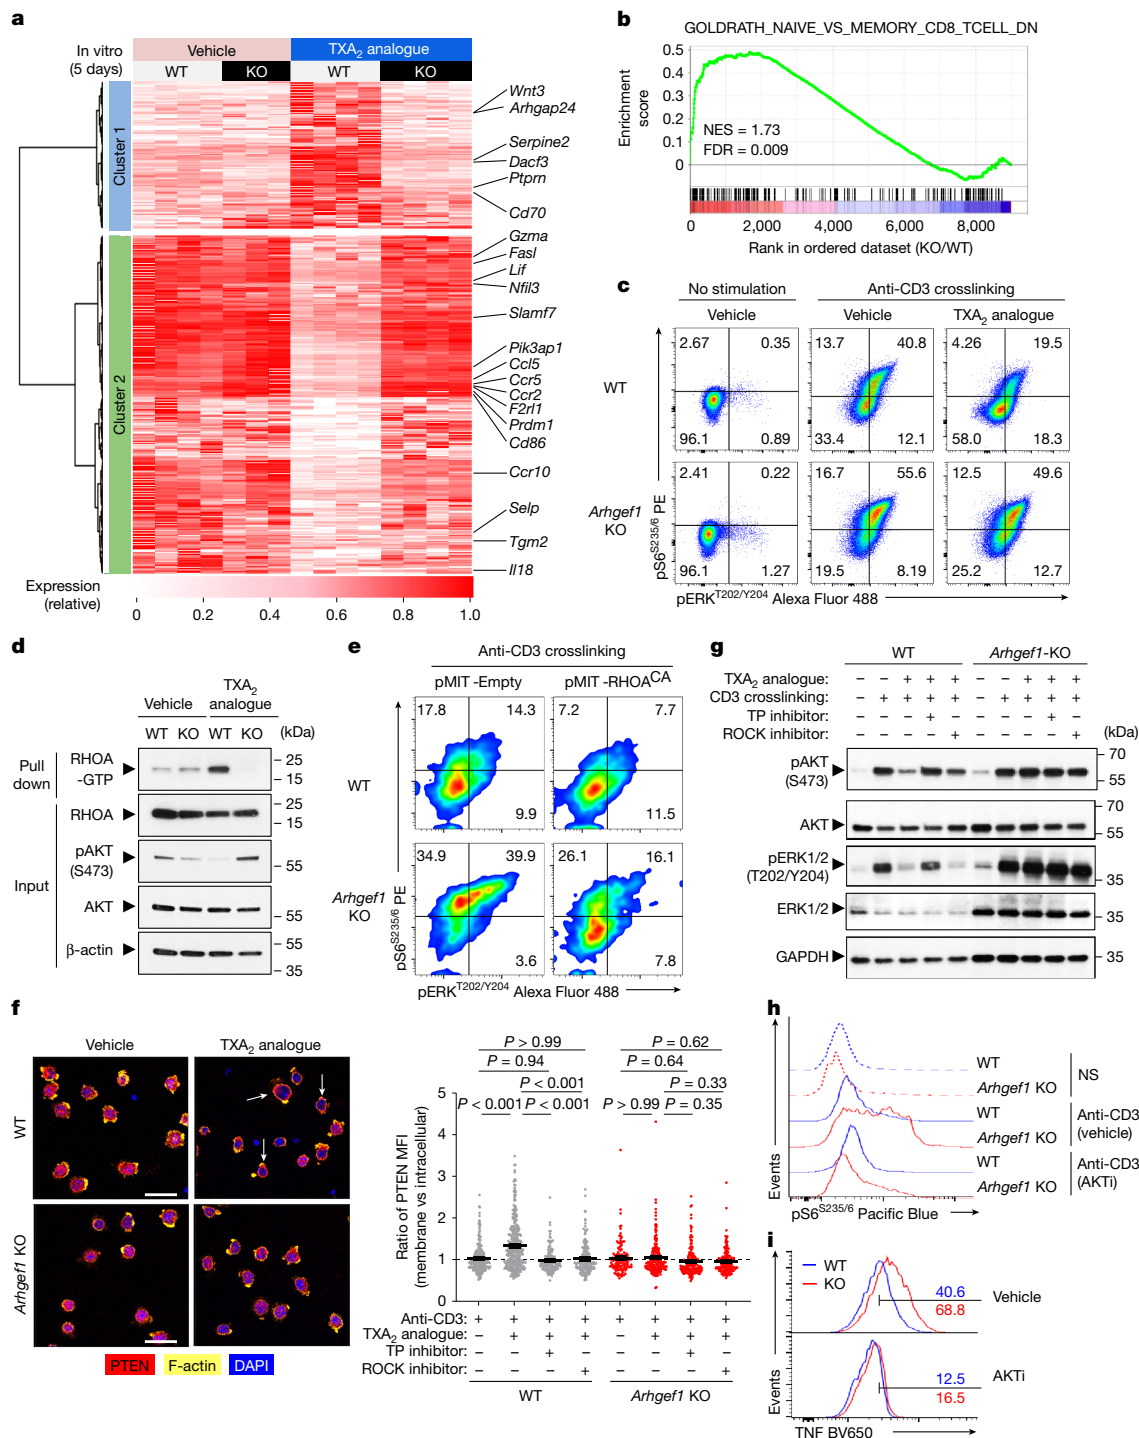 a
In vitro
(5 days)
Vehicle
TXA2 analogue
WT
KO
WT
KO
Cluster 1
Cluster 2
Wnt3
Arhgap24
Serpine2
Dacf3
Ptprn
Cd70
Gzma
Fasl
Lif
Nfil3
Slamf7
Pik3ap1
Ccl5
Ccr5
Ccr2
F2rl1
Prdm1
Cd86
Ccr10
Selp
Tgm2
Il18
Expression
(relative)
0 0.2 0.4 0.6 0.8 1.0
b
GOLDRATH_NAIVE_VS_MEMORY_CD8_TCELL_DN
Enrichment
score
0.5
0.4
0.3
0.2
0.1
0
NES = 1.73
FDR = 0.009
0 2,000 4,000 6,000 8,000
Rank in ordered dataset (KO/WT)
c
No stimulation
Anti-CD3 crosslinking
Vehicle
Vehicle
TXA2 analogue
WT
2.67 0.35
96.1 0.89
13.7 40.8
33.4 12.1
4.26 19.5
58.0 18.3
Arhgef1
KO
2.41 0.22
96.1 1.27
16.7 55.6
19.5 8.19
12.5 49.6
25.2 12.7
pS6S235/6 PE
pERKT202/Y204 Alexa Fluor 488
d
Vehicle
TXA2
analogue
WT KO WT KO (kDa)
Pull
down
RHOA
-GTP
25
15
Input
RHOA
25
15
pAKT
(S473)
55
AKT
55
β-actin
55
35
e
Anti-CD3 crosslinking
pMIT -Empty
pMIT -RHOACA
WT
17.8 14.3
9.9
7.2 7.7
11.5
Arhgef1
KO
34.9 39.9
3.6
26.1 16.1
7.8
pS6S235/6 PE
pERKT202/Y204 Alexa Fluor 488
g
WT
Arhgef1-KO
TXA2 analogue: – – + + + – – + + +
CD3 crosslinking: – + + + + – + + + +
TP inhibitor: – – – + – – – – + –
ROCK inhibitor: – – – – + – – – – +
(kDa)
pAKT
(S473)
70
55
AKT
70
55
pERK1/2
(T202/Y204)
35
ERK1/2
35
GAPDH
35
f
Vehicle
TXA2 analogue
WT
Arhgef1 KO
PTEN
F-actin
DAPI
P > 0.99
P = 0.94
P < 0.001
P < 0.001
P < 0.001
P = 0.62
P = 0.64
P = 0.33
P > 0.99
P = 0.35
Ratio of PTEN MFI
(membrane vs intracellular)
5
4
3
2
1
0
Anti-CD3: + + + + + + + +
TXA2 analogue: – + + + – + + +
TP inhibitor: – – + – – – + –
ROCK inhibitor: – – – + – – – +
WT
Arhgef1 KO
h
WT
Arhgef1 KO
NS
WT
Arhgef1 KO
Anti-CD3
(vehicle)
WT
Arhgef1 KO
Anti-CD3
(AKTi)
Events
pS6S235/6 Pacific Blue
i
WT
KO
40.6
68.8
Vehicle
12.5
16.5
AKTi
Events
TNF BV650